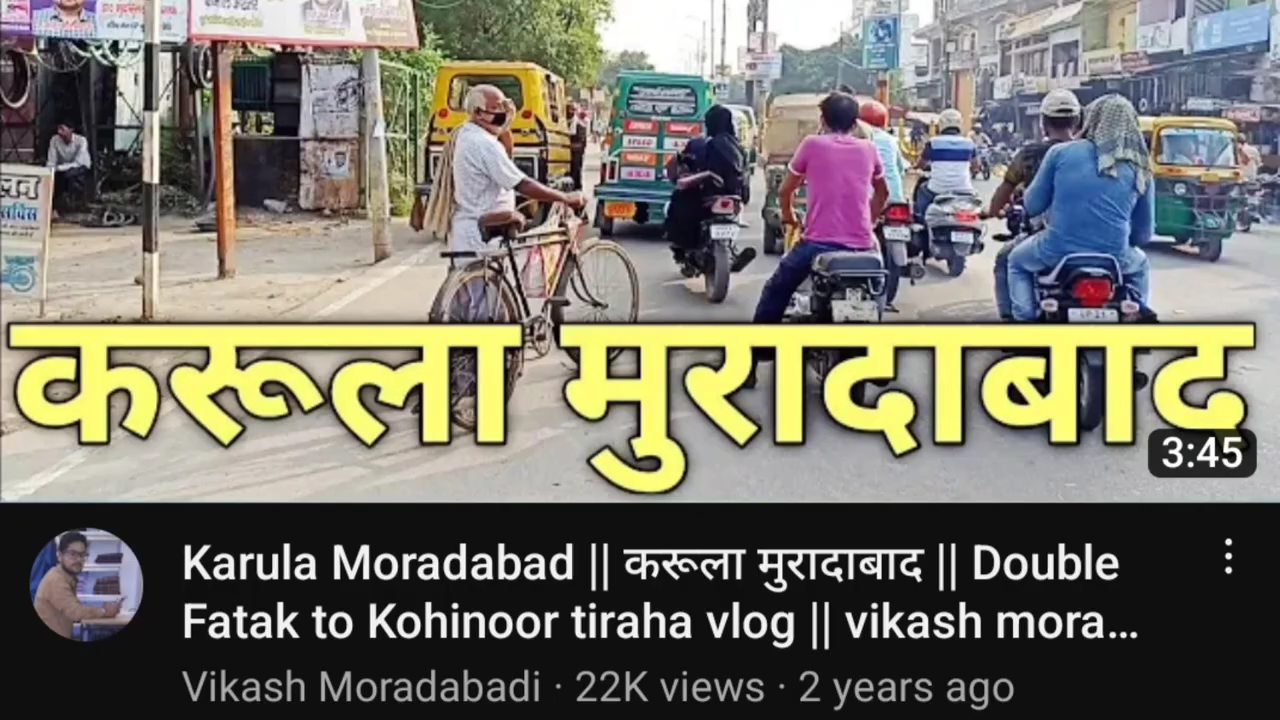 करूला मुरादाबाद
3:45
Karula Moradabad || करूला मुरादाबाद || Double
Fatak to Kohinoor tiraha vlog || vikash mora...
Vikash Moradabadi · 22K views · 2 years ago